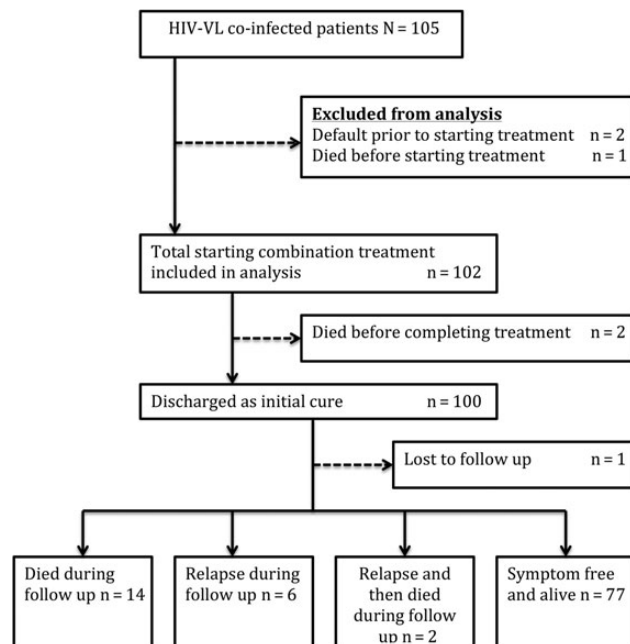 HIV-VL co-infected patients N = 105
Excluded from analysis
Default prior to starting treatment n = 2
Died before starting treatment n = 1
Total starting combination treatment
included in analysis n = 102
Died before completing treatment n = 2
Discharged as initial cure n = 100
Lost to follow up n = 1
Died during
follow up n = 14
Relapse during
follow up n = 6
Relapse and
then died
during follow
up n = 2
Symptom free
and alive n = 77